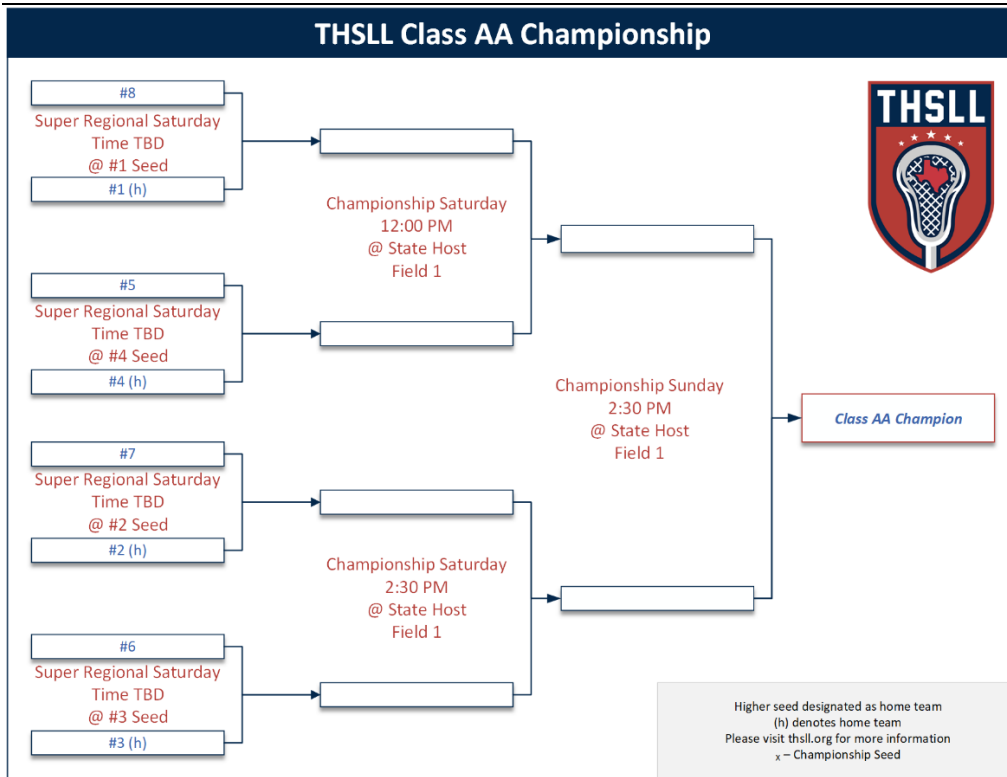 THSLL Class AA Championship
THSLL
#8
Super Regional Saturday
Time TBD
@ #1 Seed
#1 (h)
#5
Super Regional Saturday
Time TBD
@ #4 Seed
#4 (h)
Championship Saturday
12:00 PM
@ State Host
Field 1
#7
Super Regional Saturday
Time TBD
@ #2 Seed
#2 (h)
#6
Super Regional Saturday
Time TBD
@ #3 Seed
#3 (h)
Championship Saturday
2:30 PM
@ State Host
Field 1
Championship Sunday
2:30 PM
@ State Host
Field 1
Class AA Champion
Higher seed designated as home team
(h) denotes home team
Please visit thsll.org for more information
x – Championship Seed